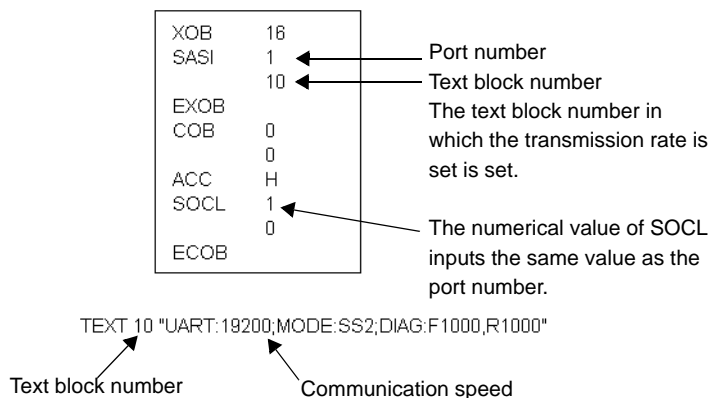 XOB 16
SASI 1
10
EXOB
COB 0
0
ACC H
SOCL 1
0
ECOB
Port number
Text block number
The text block number in
which the transmission rate is
set is set.
The numerical value of SOCL
inputs the same value as the
port number.
TEXT 10 "UART:19200;MODE:SS2;DIAG:F1000,R1000"
Text block number
Communication speed